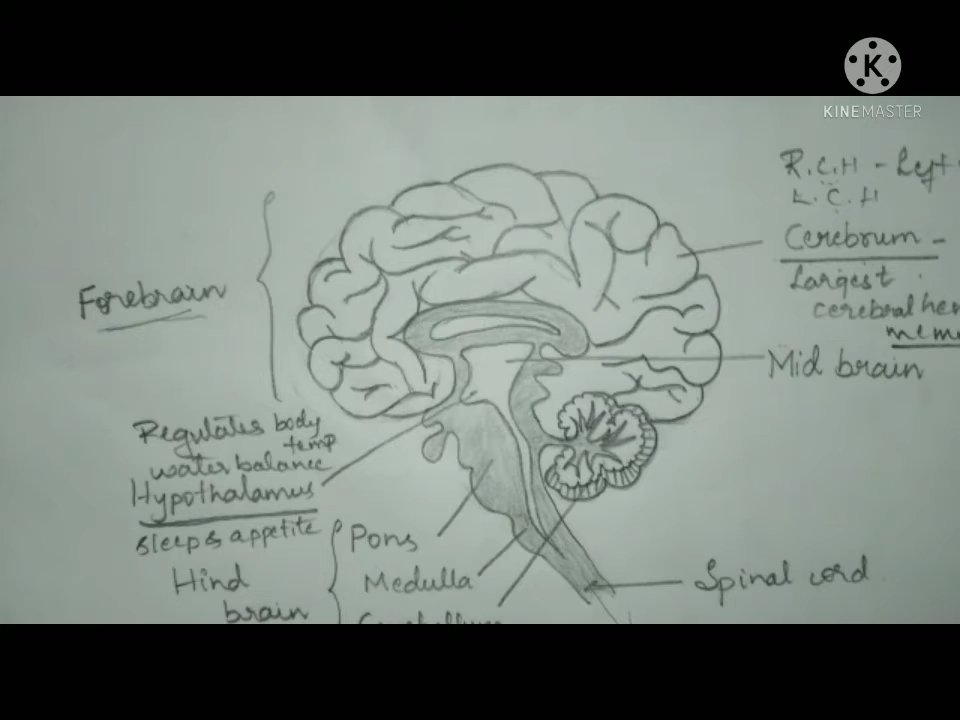 K
KINEMASTER
R.C.H - Left
L.C.H
Cerebrum -
Largest
cerebral
Mid brain
Forebrain
Regulates body
temp
water balance
Hypothalamus
sleep & appetite
Hind
brain
Pons
Medulla
Spinal cord